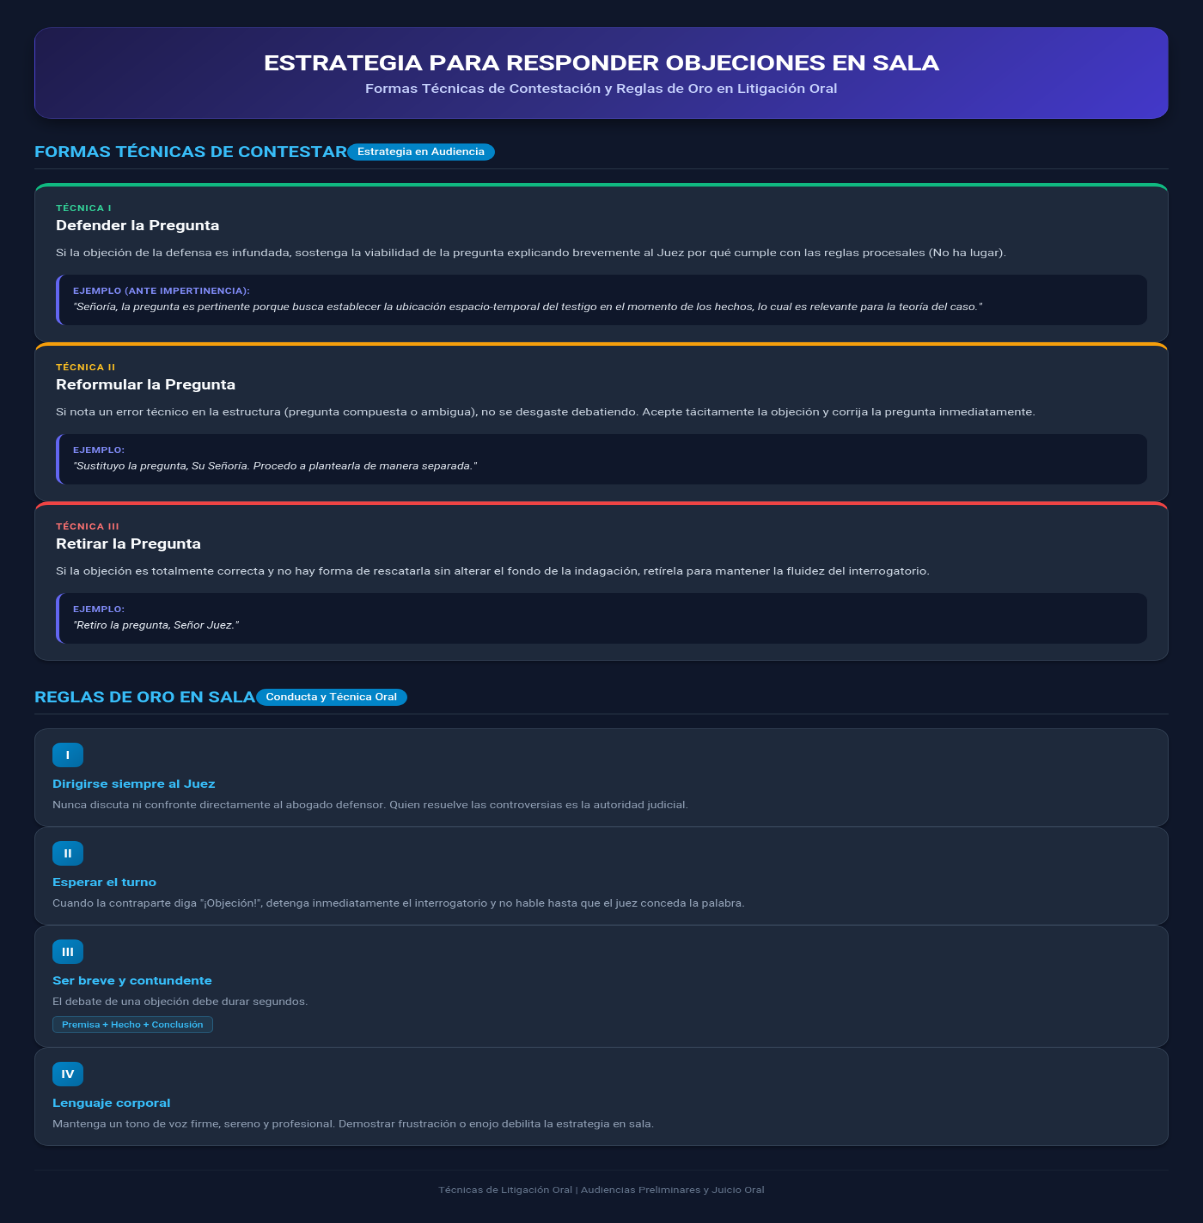 ESTRATEGIA PARA RESPONDER OBJECIONES EN SALA
Formas Técnicas de Contestación y Reglas de Oro en Litigación Oral
FORMAS TÉCNICAS DE CONTESTAR Estrategia en Audiencia
TÉCNICA I
Defender la Pregunta
Si la objeción de la defensa es infundada, sostenga la viabilidad de la pregunta explicando brevemente al Juez por qué cumple con las reglas procesales (No ha lugar).
EJEMPLO (ANTE IMPERTINENCIA):
"Señoría, la pregunta es pertinente porque busca establecer la ubicación espacio-temporal del testigo en el momento de los hechos, lo cual es relevante para la teoría del caso."
TÉCNICA II
Reformular la Pregunta
Si nota un error técnico en la estructura (pregunta compuesta o ambigua), no se desgaste debatiendo. Acepte tácitamente la objeción y corrija la pregunta inmediatamente.
EJEMPLO:
"Sustituyo la pregunta, Su Señoría. Procedo a plantearla de manera separada."
TÉCNICA III
Retirar la Pregunta
Si la objeción es totalmente correcta y no hay forma de rescatarla sin alterar el fondo de la indagación, retírela para mantener la fluidez del interrogatorio.
EJEMPLO:
"Retiro la pregunta, Señor Juez."
REGLAS DE ORO EN SALA Conducta y Técnica Oral
I
Dirigirse siempre al Juez
Nunca discuta ni confronte directamente al abogado defensor. Quien resuelve las controversias es la autoridad judicial.
II
Esperar el turno
Cuando la contraparte diga "¡Objeción!", detenga inmediatamente el interrogatorio y no hable hasta que el juez conceda la palabra.
III
Ser breve y contundente
El debate de una objeción debe durar segundos.
Premisa + Hecho + Conclusión
IV
Lenguaje corporal
Mantenga un tono de voz firme, sereno y profesional. Demostrar frustración o enojo debilita la estrategia en sala.
Técnicas de Litigación Oral | Audiencias Preliminares y Juicio Oral